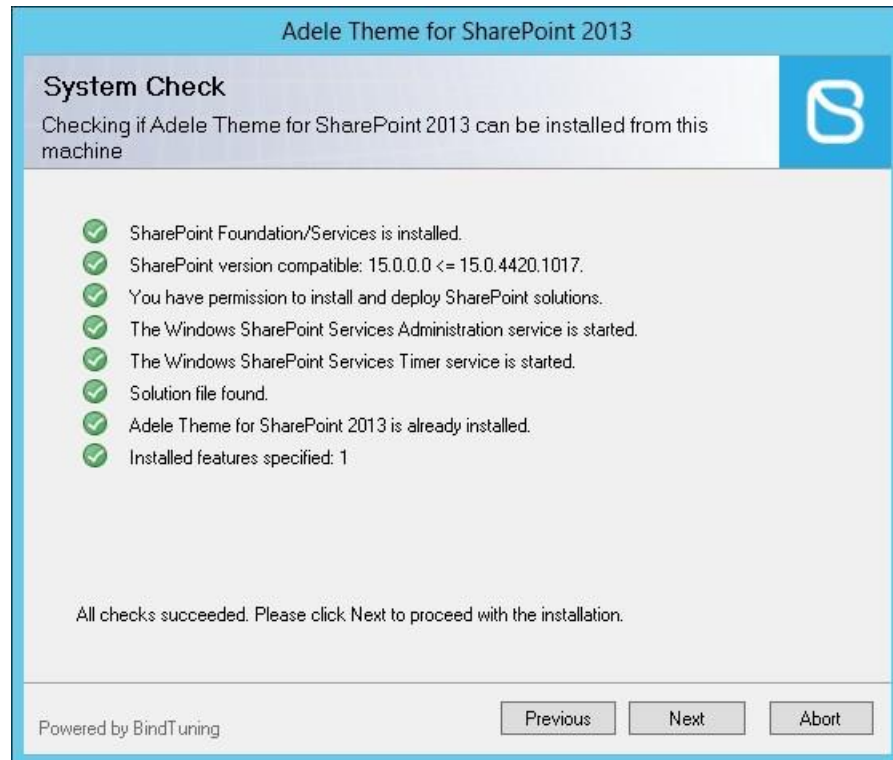 Adele Theme for SharePoint 2013
System Check
Checking if Adele Theme for SharePoint 2013 can be installed from this
machine
SharePoint Foundation/Services is installed.
SharePoint version compatible: 15.0.0.0 <= 15.0.4420.1017.
You have permission to install and deploy SharePoint solutions.
The Windows SharePoint Services Administration service is started.
The Windows SharePoint Services Timer service is started.
Solution file found.
Adele Theme for SharePoint 2013 is already installed.
Installed features specified: 1
All checks succeeded. Please click Next to proceed with the installation.
Powered by BindTuning
Previous
Next
Abort